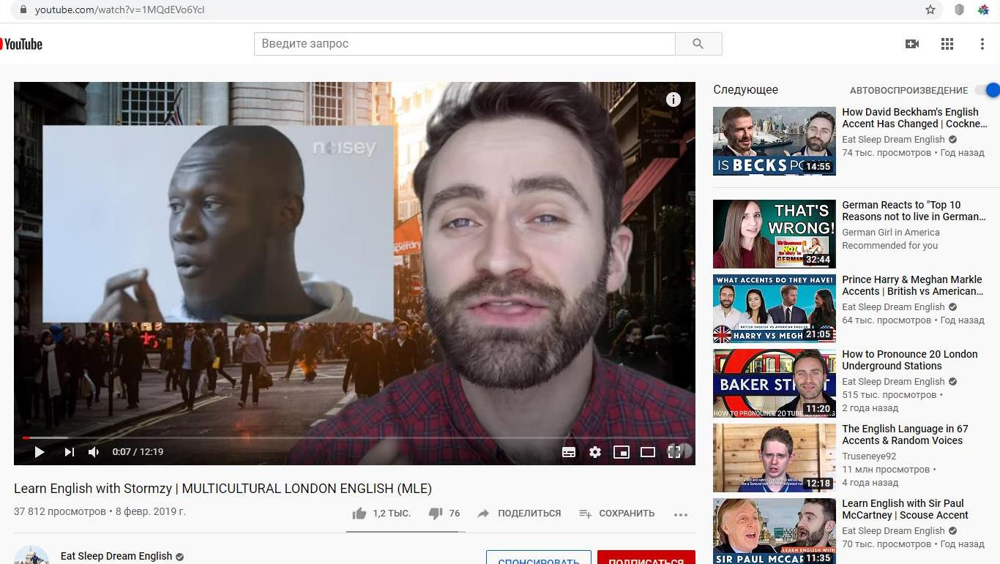 youtube.com/watch?v=1MQdEVo6YcI
YouTube
Введите запрос
noisey
perdry
0:07 / 12:19
Learn English with Stormzy | MULTICULTURAL LONDON ENGLISH (MLE)
37 812 просмотров • 8 февр. 2019 г.
1,2 ТЫС.
76
ПОДЕЛИТЬСЯ
СОХРАНИТЬ
Eat Sleep Dream English
СПОНСИРОВАТЬ
ПОДПИСАТЬСЯ
Следующее
АВТОВОСПРОИЗВЕДЕНИЕ
IS BECKS PO
14:55
How David Beckham's English
Accent Has Changed | Cockne...
Eat Sleep Dream English
74 тыс. просмотров • Год назад
THAT'S
WRONG!
32:44
German Reacts to "Top 10
Reasons not to live in German...
German Girl in America
Recommended for you
WHAT ACCENTS DO THEY HAVE!
BRITISH ENGLISH VS AMERICAN ENGLISH
HARRY VS MEGH
21:05
Prince Harry & Meghan Markle
Accents | British vs American...
Eat Sleep Dream English
64 тыс. просмотров • Год назад
BAKER ST
HOW TO PRONOUNCE 20 TUBE
11:20
How to Pronounce 20 London
Underground Stations
Eat Sleep Dream English
515 тыс. просмотров •
2 года назад
12:18
The English Language in 67
Accents & Random Voices
Truseneye92
11 млн просмотров •
4 года назад
LEARN ENGLISH WITH
SIR PAUL MCCAR
11:35
Learn English with Sir Paul
McCartney | Scouse Accent
Eat Sleep Dream English
70 тыс. просмотров • Год назад